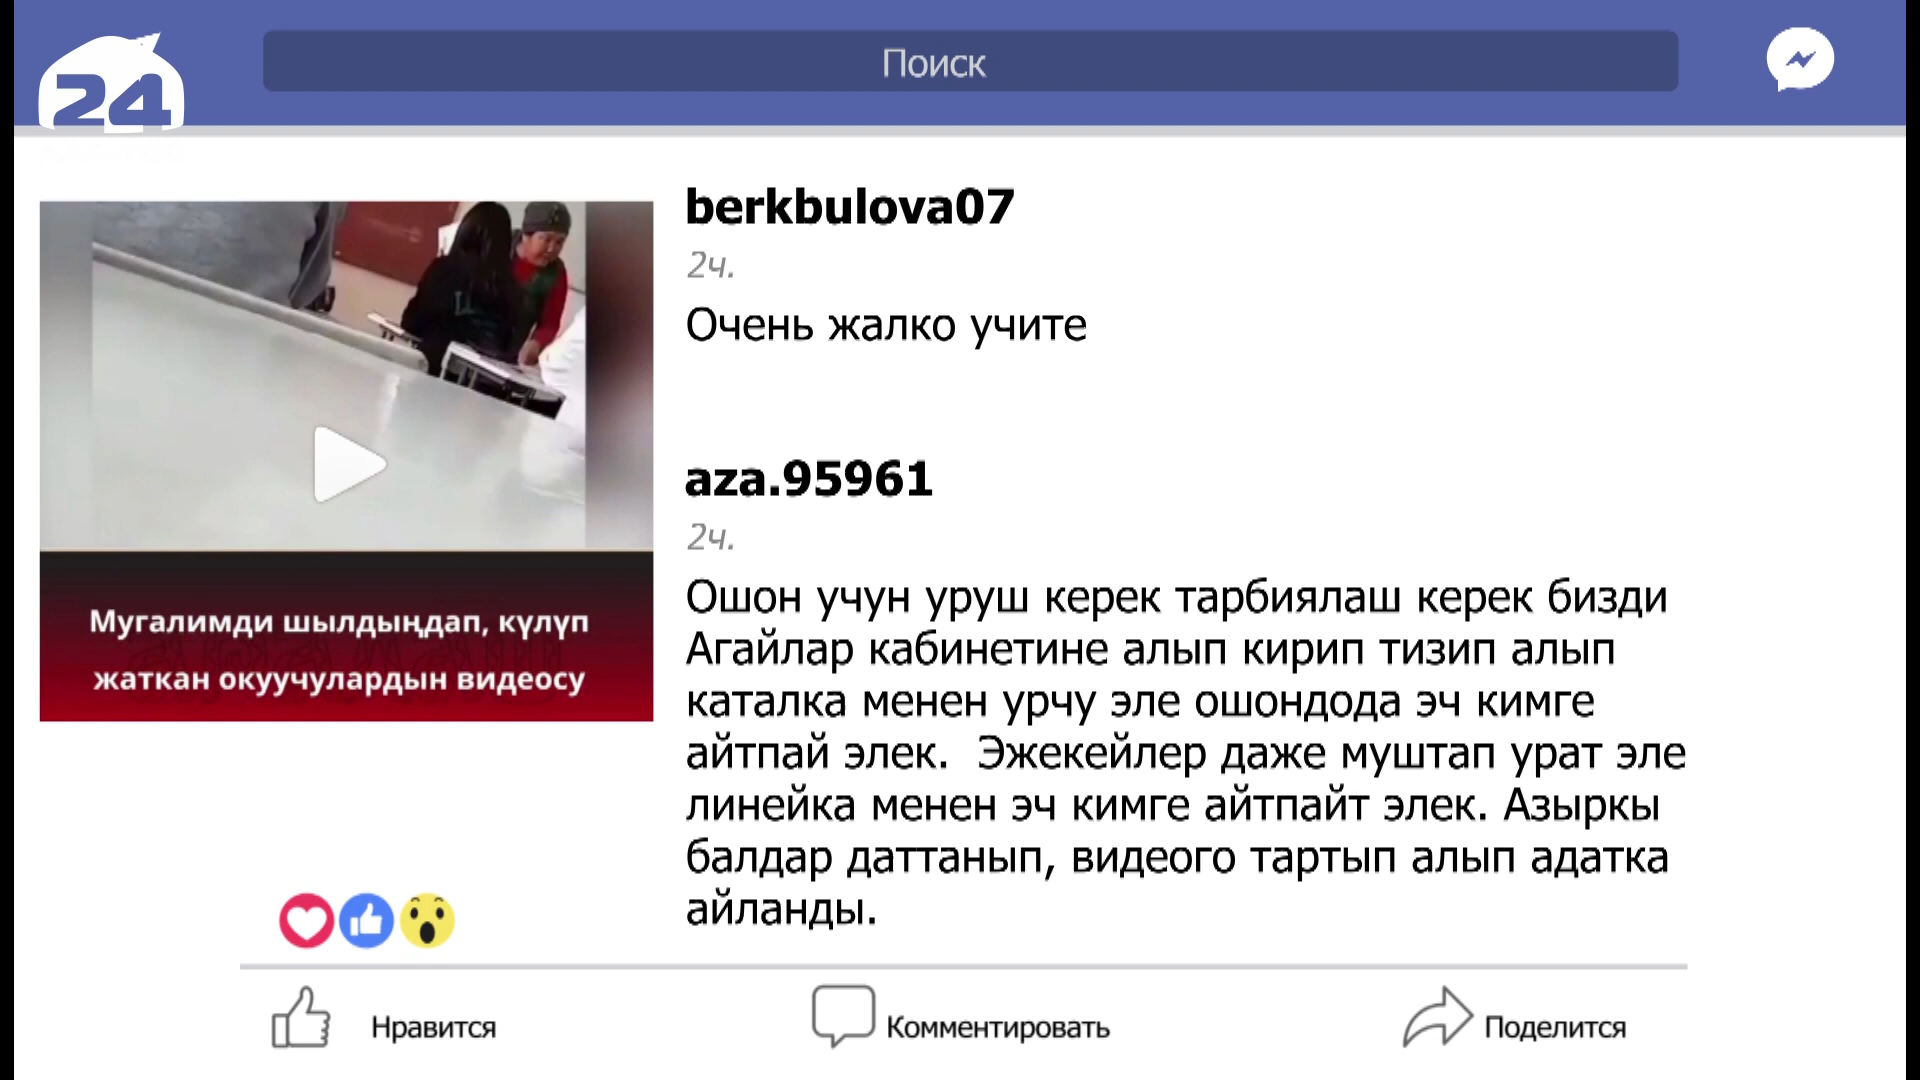 24
Поиск
berkbulova07
2ч.
Очень жалко учите
aza.95961
2ч.
Ошон учун уруш керек тарбиялаш керек бизди
Агайлар кабинетине алып кирип тизип алып
каталка менен урчу эле ошондода эч кимге
айтпай элек.  Эжекейлер даже муштап урат эле
линейка менен эч кимге айтпайт элек. Азыркы
балдар даттанып, видеого тартып алып адатка
айланды.
Мугалимди шылдыңдап, күлүп
жаткан окуучулардын видеосу
Нравится
Комментировать
Поделится